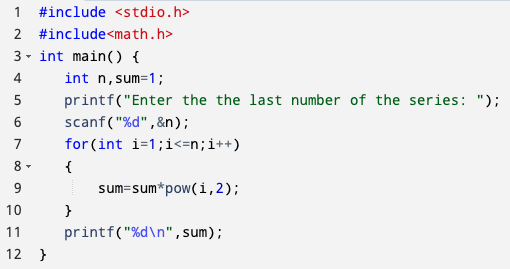 1 #include <stdio.h>
2 #include<math.h>
3 int main() {
4 int n,sum=1;
5 printf("Enter the the last number of the series: ");
6 scanf("%d",&n);
7 for(int i=1;i<=n;i++)
8 {
9 sum=sum*pow(i,2);
10 }
11 printf("%d\n",sum);
12 }